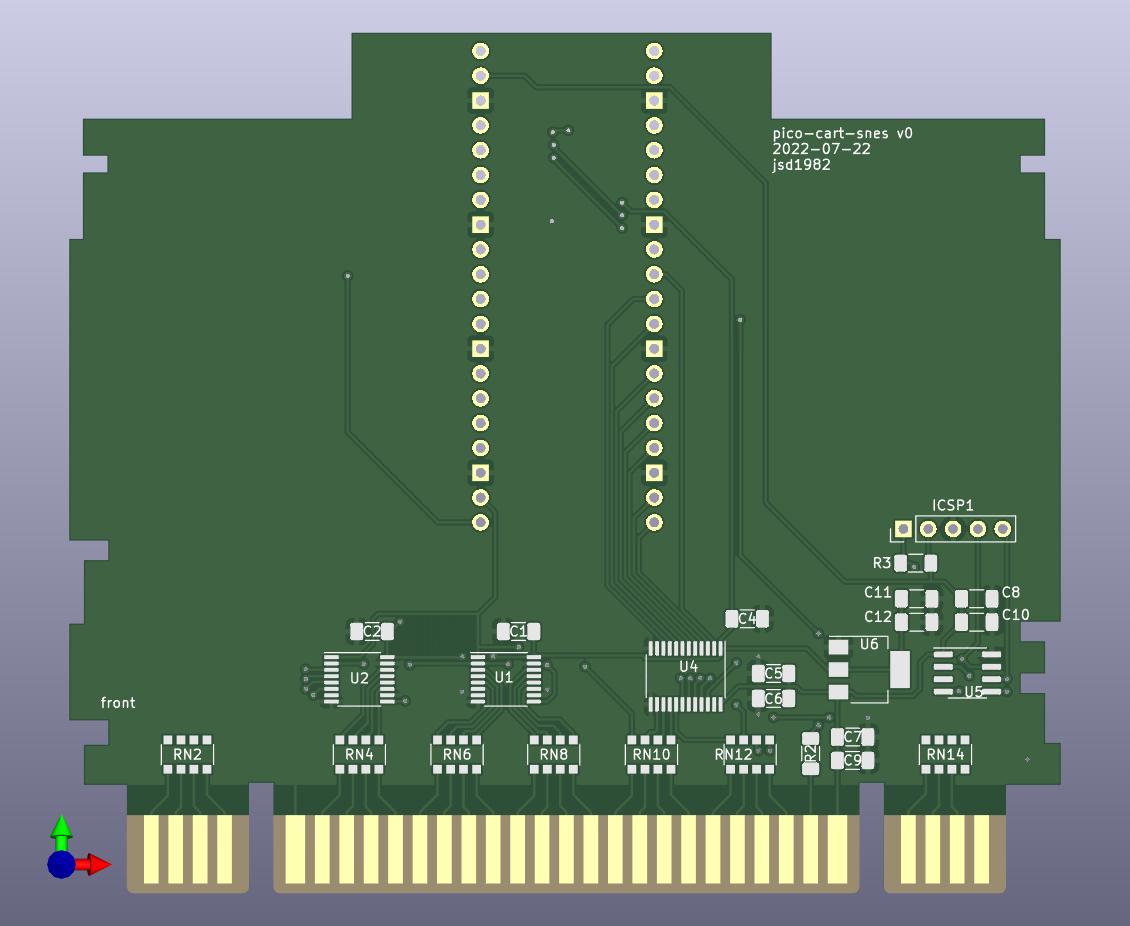 pico-cart-snes v0
2022-07-22
jsd1982
ICSP1
R3
C11
C8
C12
C10
C2
C1
C4
U6
U2
U1
U4
C5
U5
C6
front
C7
RN2
RN4
RN6
RN8
RN10
RN12
R2
C9
RN14